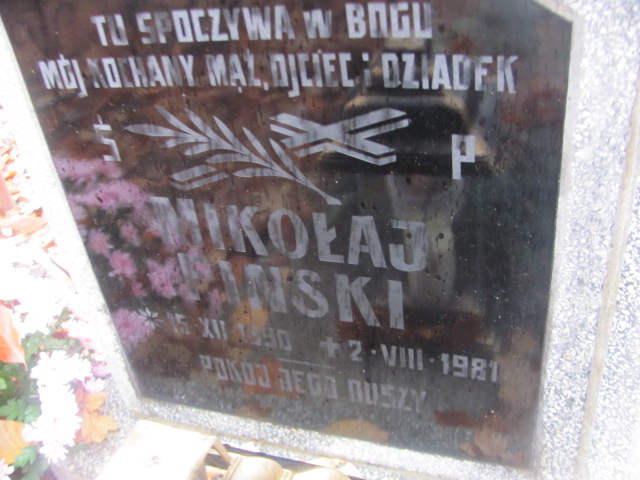 TU SPOCZYWA W BOGU
MÓJ KOCHANY MĄŻ, OJCIEC I DZIADEK
Ś P
MIKOŁAJ
15 XII + 2 · VIII · 1981
POKÓJ JEGO DUSZY